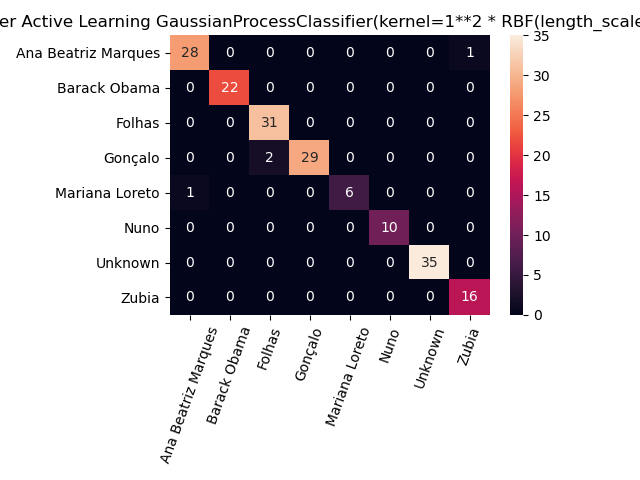 er Active Learning GaussianProcessClassifier(kernel=1**2 * RBF(length_scale
Ana Beatriz Marques 28 0 0 0 0 0 0 1
Barack Obama 0 22 0 0 0 0 0 0
Folhas 0 0 31 0 0 0 0 0
Gonçalo 0 0 2 29 0 0 0 0
Mariana Loreto 1 0 0 0 6 0 0 0
Nuno 0 0 0 0 0 10 0 0
Unknown 0 0 0 0 0 0 35 0
Zubia 0 0 0 0 0 0 0 16
Ana Beatriz Marques
Barack Obama
Folhas
Gonçalo
Mariana Loreto
Nuno
Unknown
Zubia
35
30
25
20
15
10
5
0